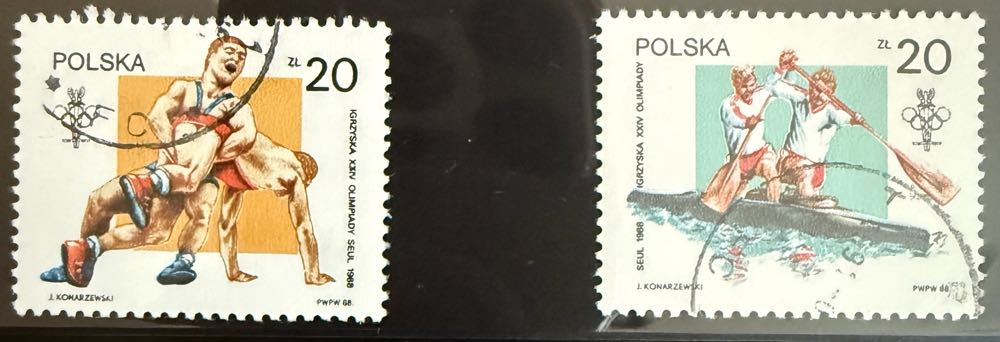 POLSKA
ZŁ 20
IGRZYSKA XXIV OLIMPIADY SEUL 1988
J. KONARZEWSKI
PWPW 88.
POLSKA
ZŁ 20
SEUL 1988 IGRZYSKA XXIV OLIMPIADY
J. KONARZEWSKI
PWPW 88